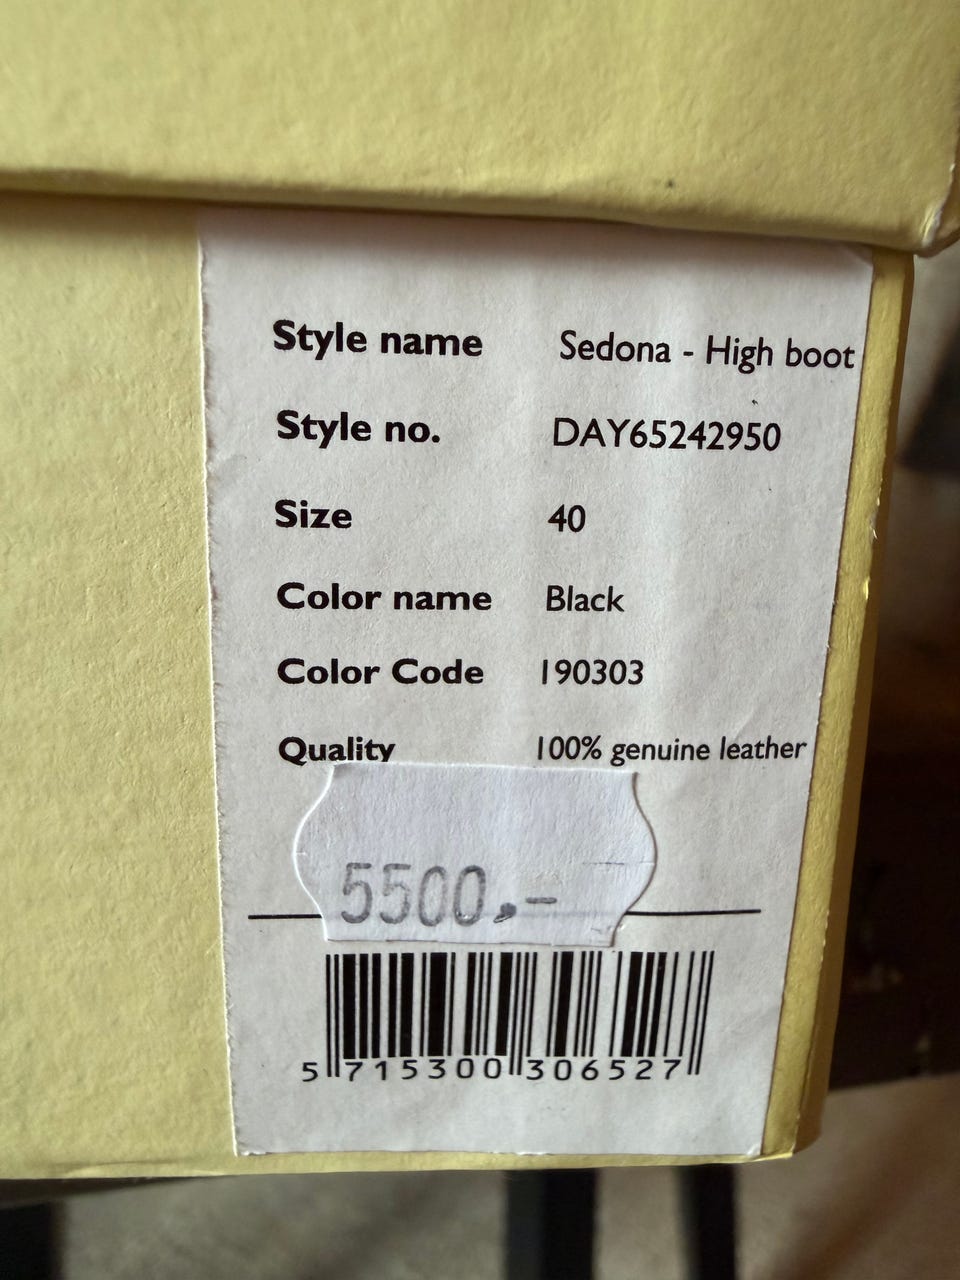 Style name Sedona - High boot
Style no. DAY65242950
Size 40
Color name Black
Color Code 190303
Quality 100% genuine leather
5500,-
5 715300 306527